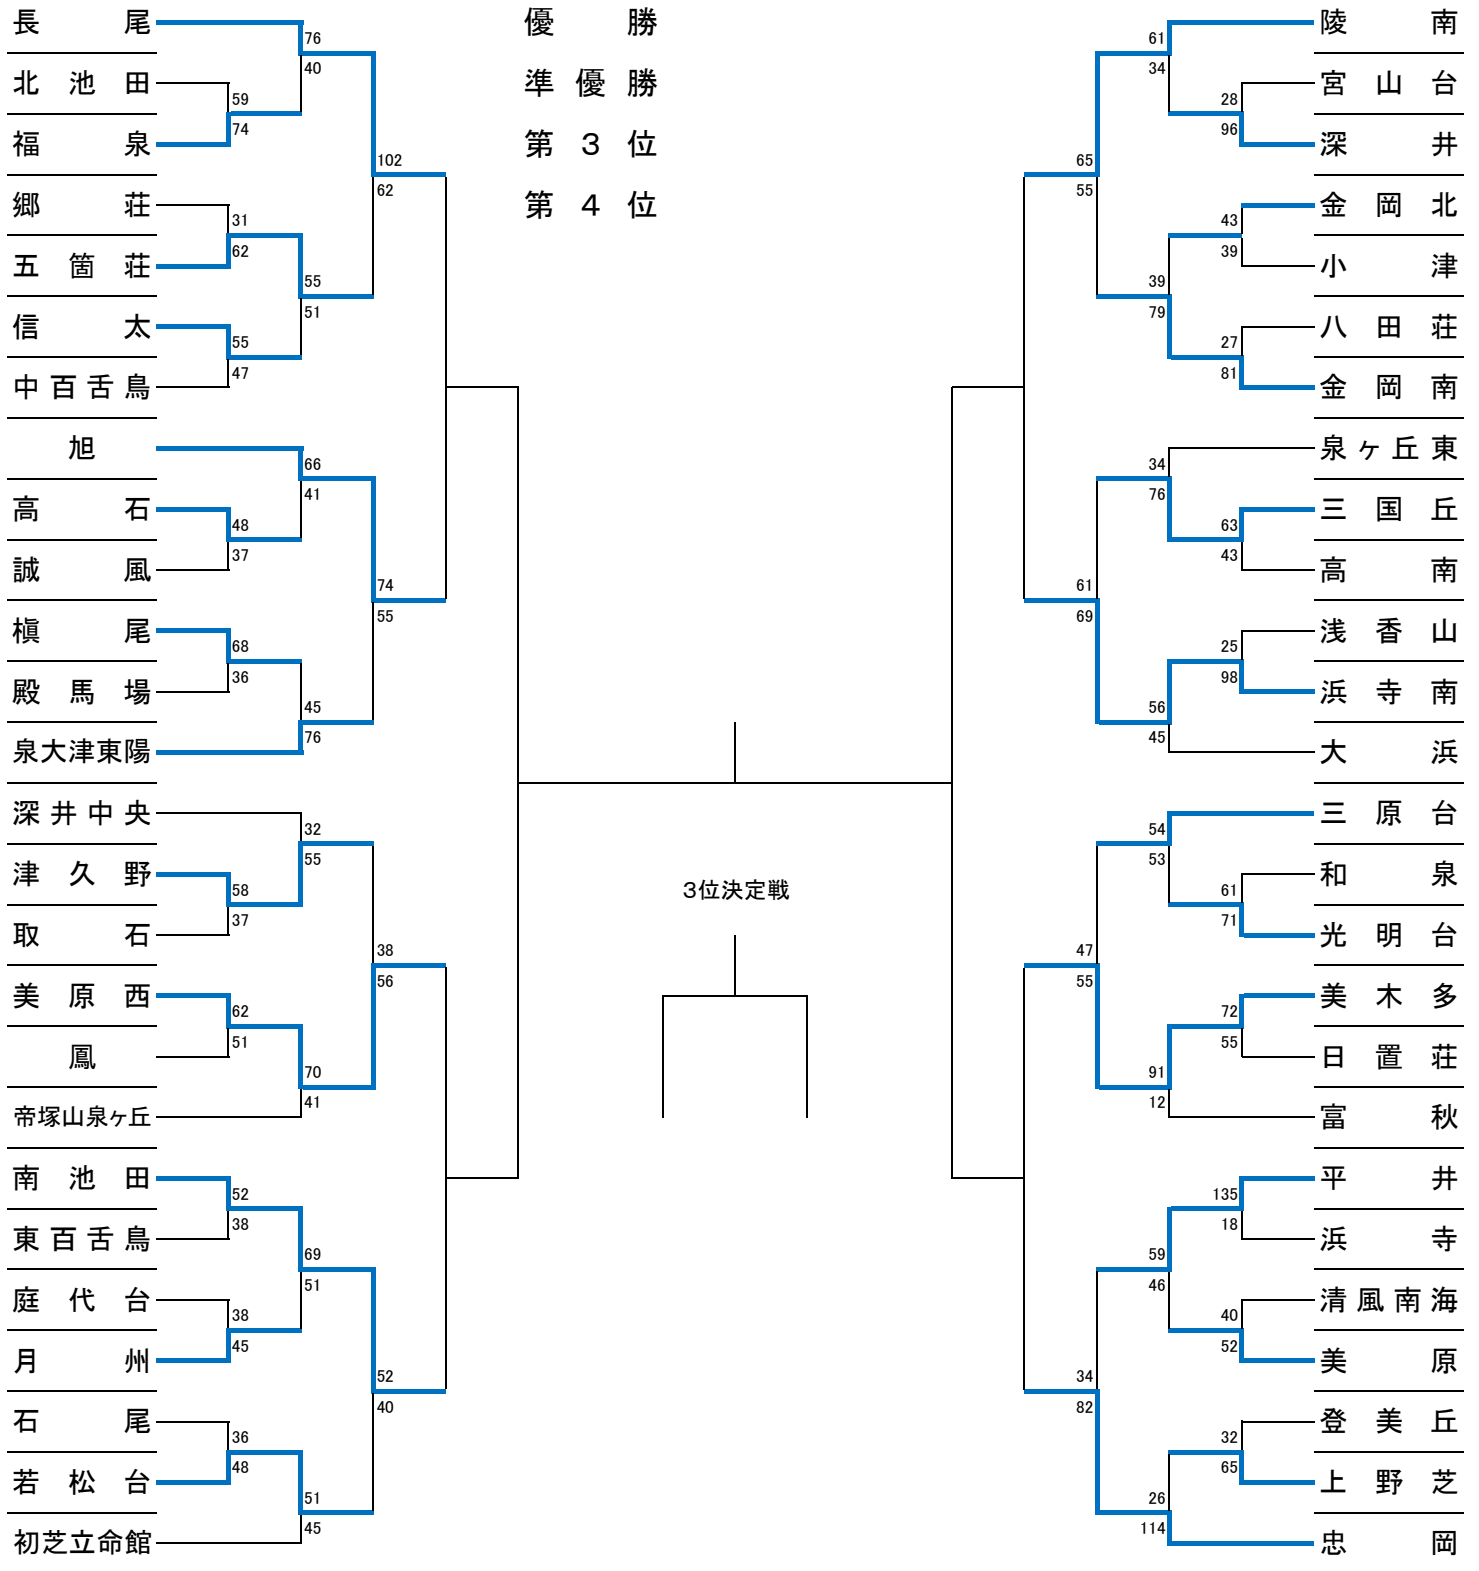 長尾
76
40
北池田
59
74
福泉
102
62
郷荘
31
62
五箇荘
55
51
信太
55
47
中百舌鳥
旭
66
41
高石
48
37
誠風
74
55
槇尾
68
36
殿馬場
45
76
泉大津東陽
深井中央
32
55
津久野
58
37
取石
38
56
美原西
62
51
鳳
70
41
帝塚山泉ヶ丘
南池田
52
38
東百舌鳥
69
51
庭代台
38
45
月州
52
40
石尾
36
48
若松台
51
45
初芝立命館
優勝
準優勝
第3位
第4位
3位決定戦
陵南
61
34
宮山台
28
96
深井
65
55
金岡北
43
39
小津
39
79
八田荘
27
81
金岡南
泉ヶ丘東
34
76
三国丘
63
43
高南
61
69
浅香山
25
98
浜寺南
56
45
大浜
三原台
54
53
和泉
61
71
光明台
47
55
美木多
72
55
日置荘
91
12
富秋
平井
135
18
浜寺
59
46
清風南海
40
52
美原
34
82
登美丘
32
65
上野芝
26
114
忠岡